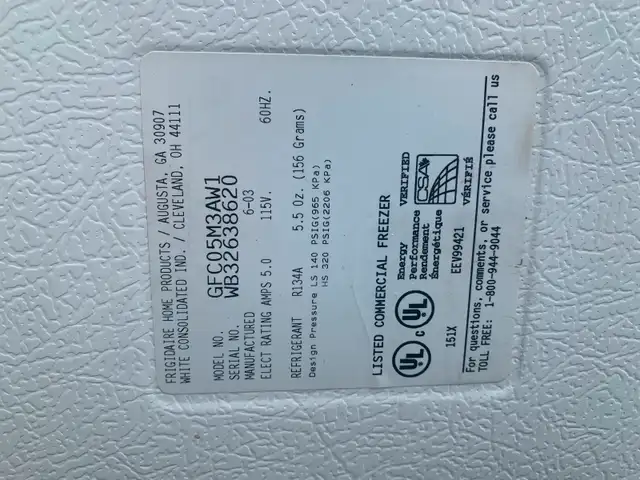 FRIGIDAIRE HOME PRODUCTS / AUGUSTA, GA 30907
WHITE CONSOLIDATED IND. / CLEVELAND, OH 44111
MODEL NO. GFC05M3AW1
SERIAL NO. WB32638620
MANUFACTURED 6-03
ELECT RATING AMPS 5.0 115V. 60HZ.
REFRIGERANT R134A 5.5 Oz. (156 Grams)
Design Pressure LS 140 PSIG(965 KPa)
HS 320 PSIG(2206 KPa)
LISTED COMMERCIAL FREEZER
UL
C UL
Energy
Performance
Rendement
Énergétique
VERIFIED
CSA
VÉRIFIÉ
151X EEV99421
For questions, comments, or service please call us
TOLL FREE: 1-800-944-9044